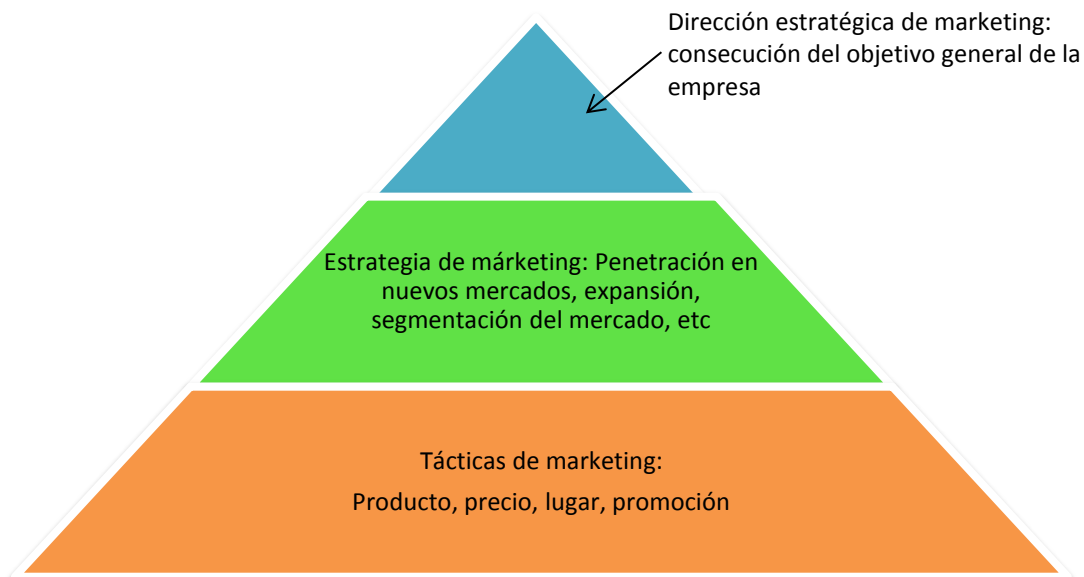 Dirección estratégica de marketing:
consecución del objetivo general de la
empresa
Estrategia de márketing: Penetración en
nuevos mercados, expansión,
segmentación del mercado, etc
Tácticas de marketing:
Producto, precio, lugar, promoción